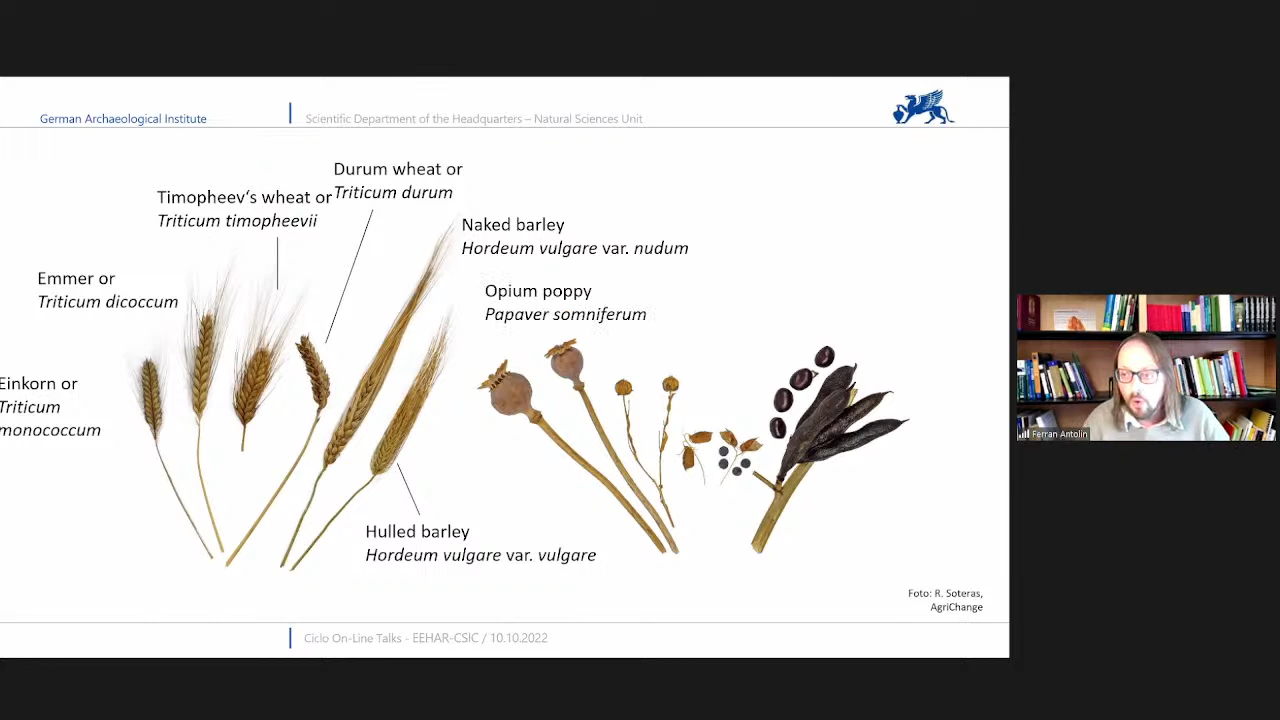 German Archaeological Institute
Scientific Department of the Headquarters – Natural Sciences Unit
Durum wheat or
Triticum durum
Timopheev‘s wheat or
Triticum timopheevii
Naked barley
Hordeum vulgare var. nudum
Emmer or
Triticum dicoccum
Opium poppy
Papaver somniferum
Einkorn or
Triticum
monococcum
Hulled barley
Hordeum vulgare var. vulgare
Foto: R. Soteras,
AgriChange
Ciclo On-Line Talks - EEHAR-CSIC / 10.10.2022
Ferran Antolín